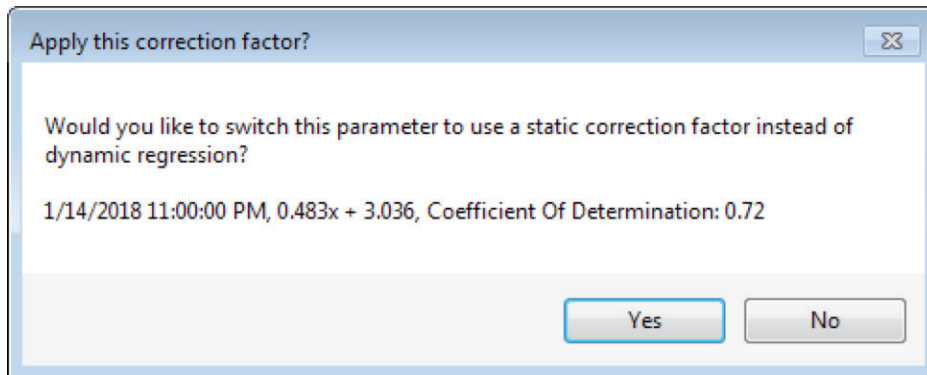 Apply this correction factor?
Would you like to switch this parameter to use a static correction factor instead of
dynamic regression?
1/14/2018 11:00:00 PM, 0.483x + 3.036, Coefficient Of Determination: 0.72
Yes
No